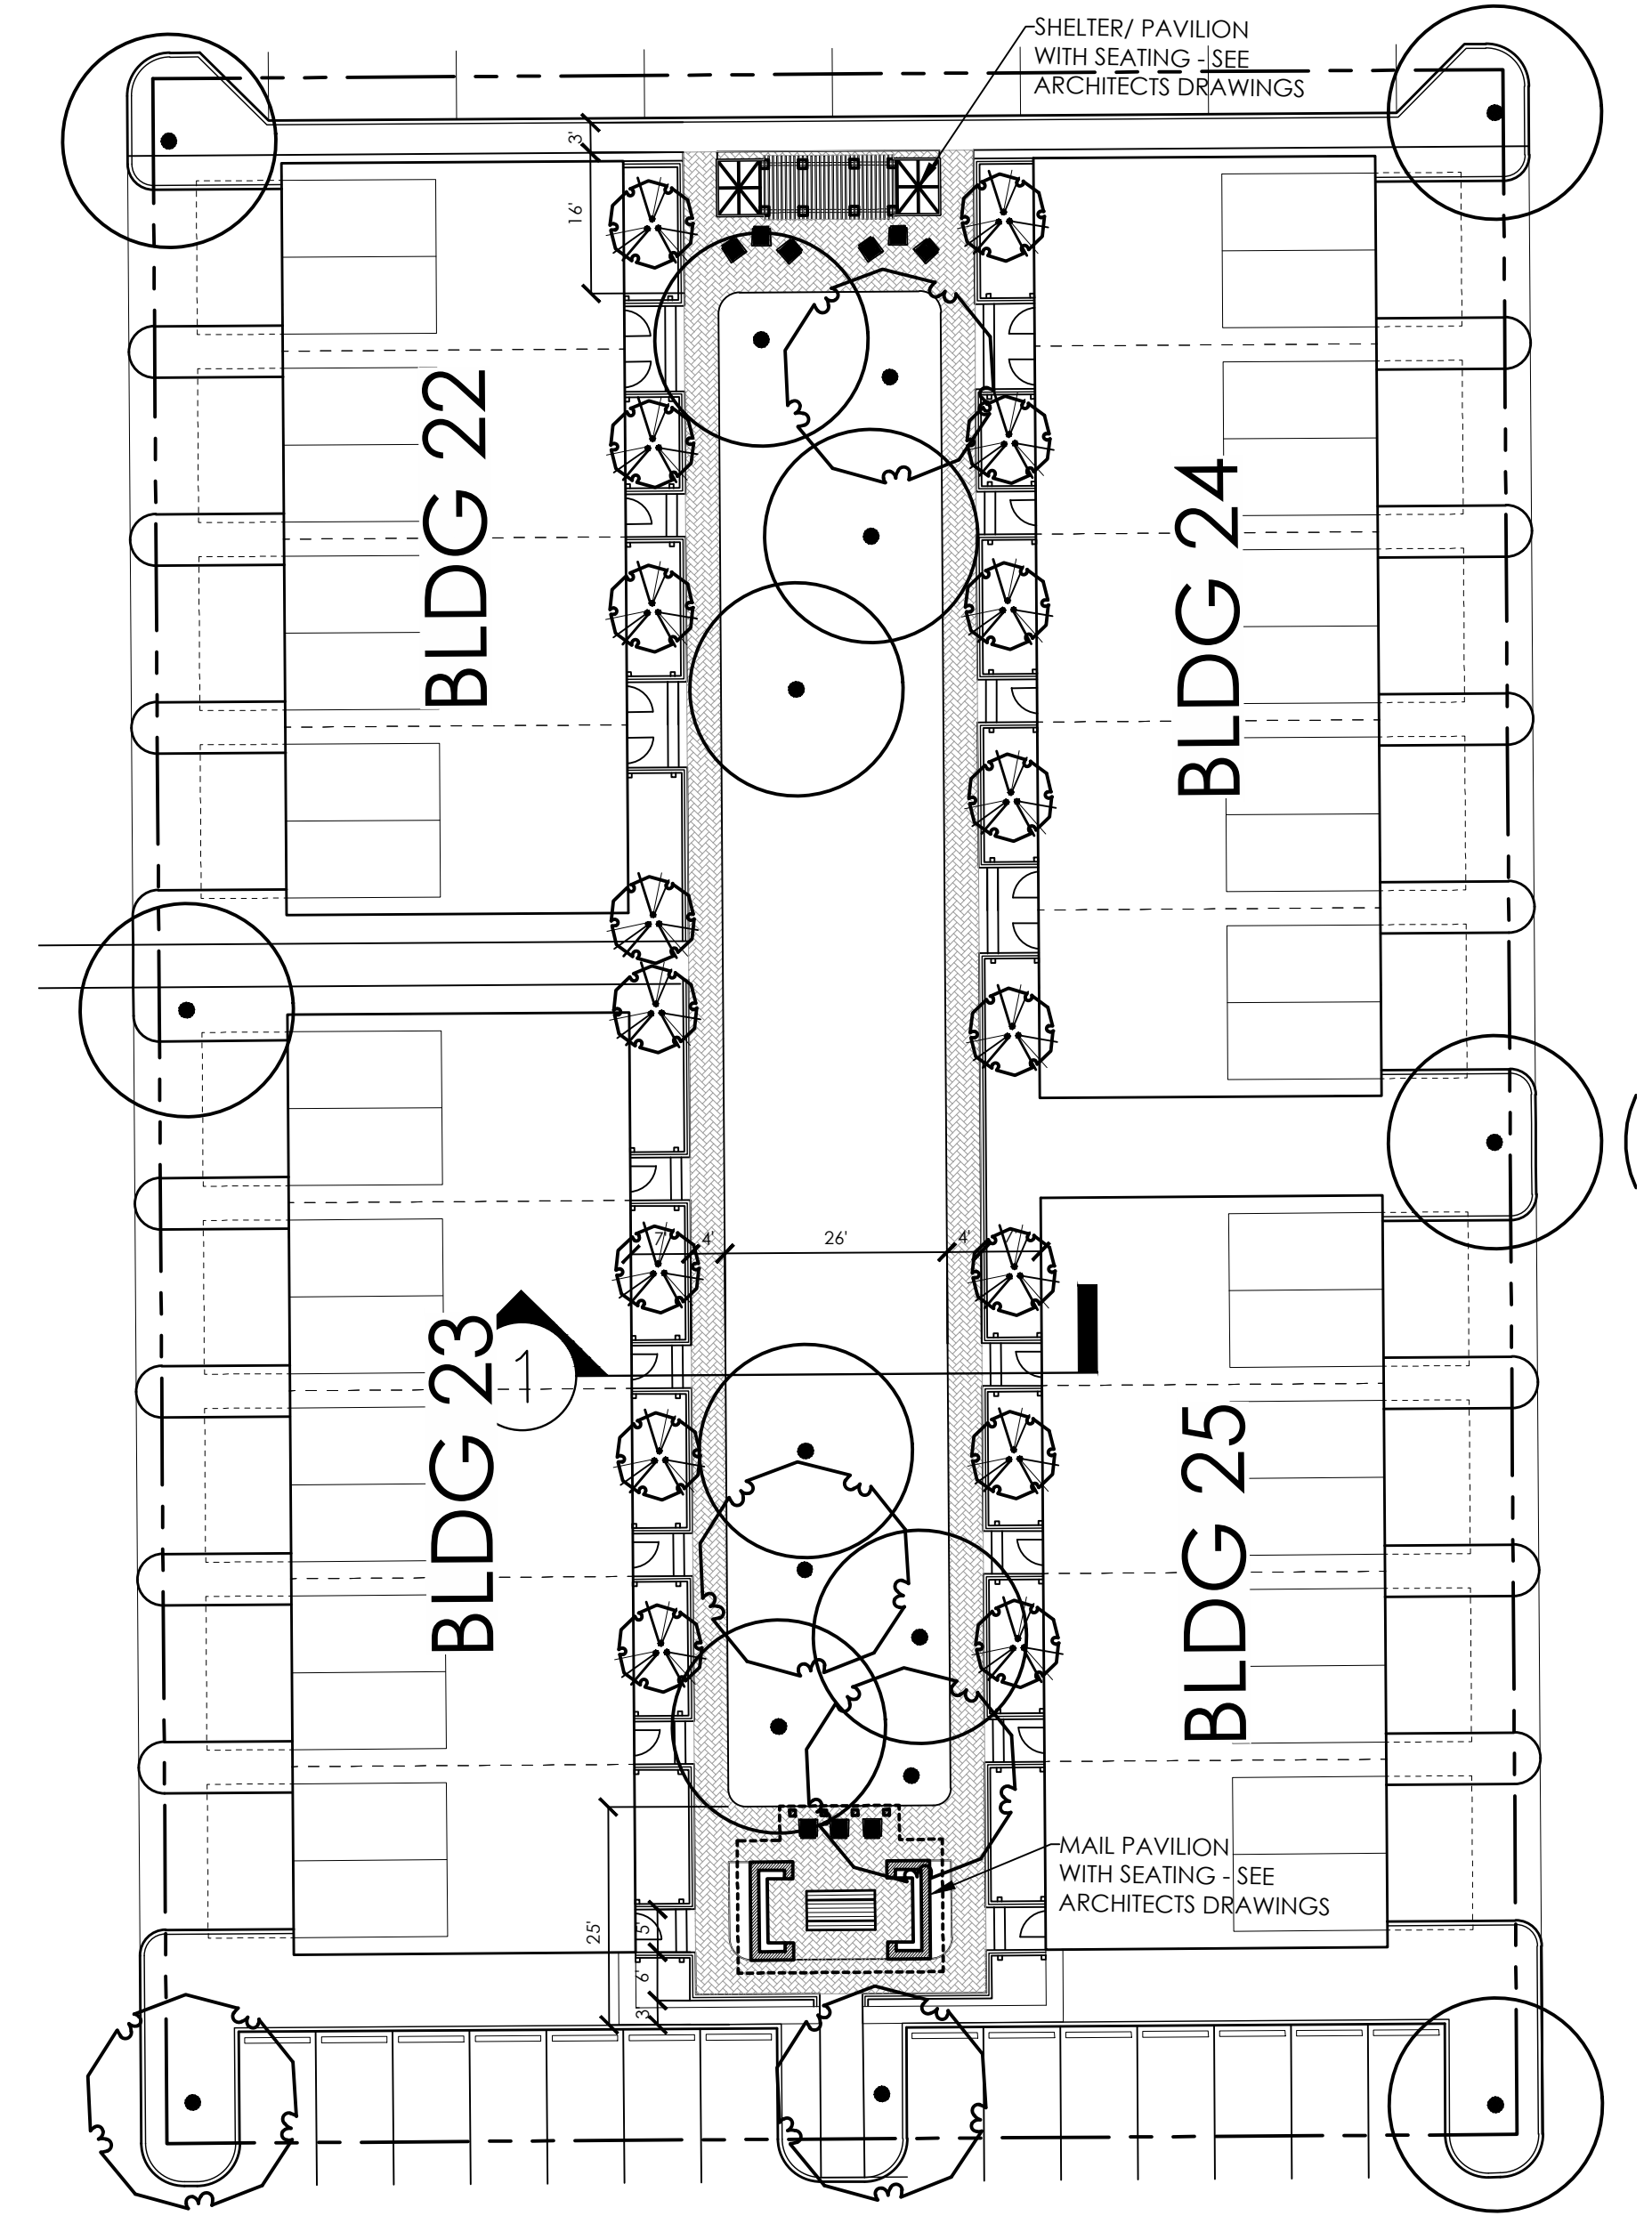 SHELTER/ PAVILION
WITH SEATING - SEE
ARCHITECTS DRAWINGS
3'
16'
BLDG 22
BLDG 24
7'
4'
26'
4'
BLDG 23
1
BLDG 25
MAIL PAVILION
WITH SEATING - SEE
ARCHITECTS DRAWINGS
25'
5'
6'
3'